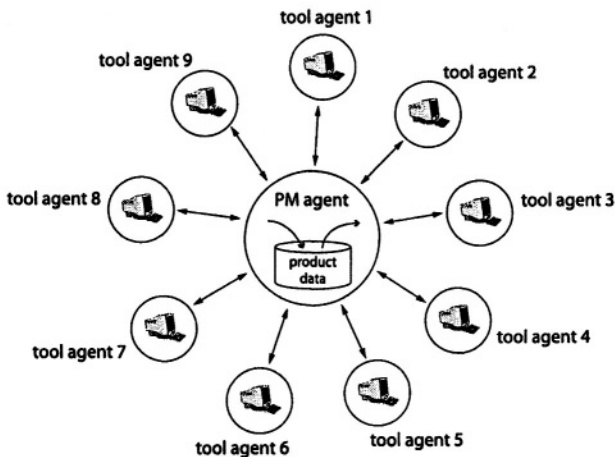 tool agent 1
tool agent 9
tool agent 2
PM agent
tool agent 8
tool agent 3
product
data
tool agent 7
tool agent 4
tool agent 6
tool agent 5